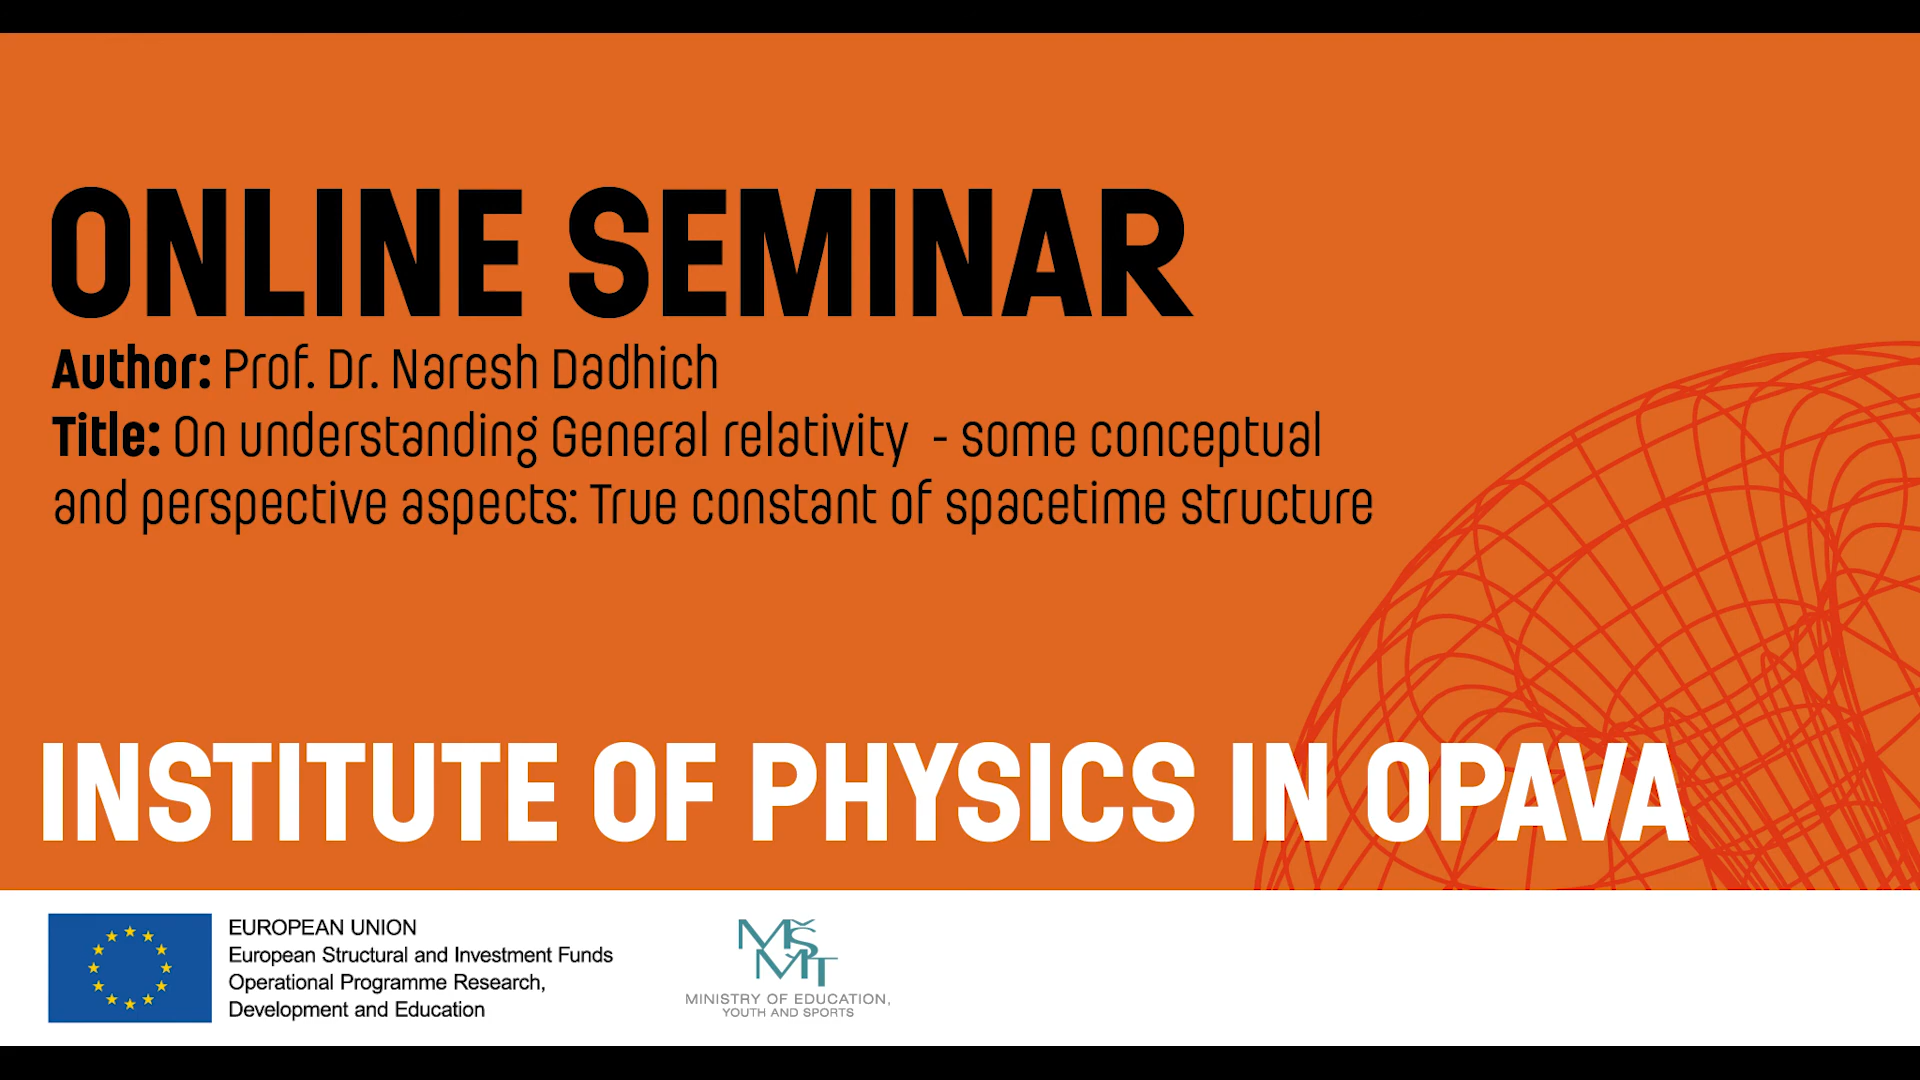 ONLINE SEMINAR
Author: Prof. Dr. Naresh Dadhich
Title: On understanding General relativity - some conceptual
and perspective aspects: True constant of spacetime structure
INSTITUTE OF PHYSICS IN OPAVA
EUROPEAN UNION
European Structural and Investment Funds
Operational Programme Research,
Development and Education
MŠ
MT
MINISTRY OF EDUCATION,
YOUTH AND SPORTS